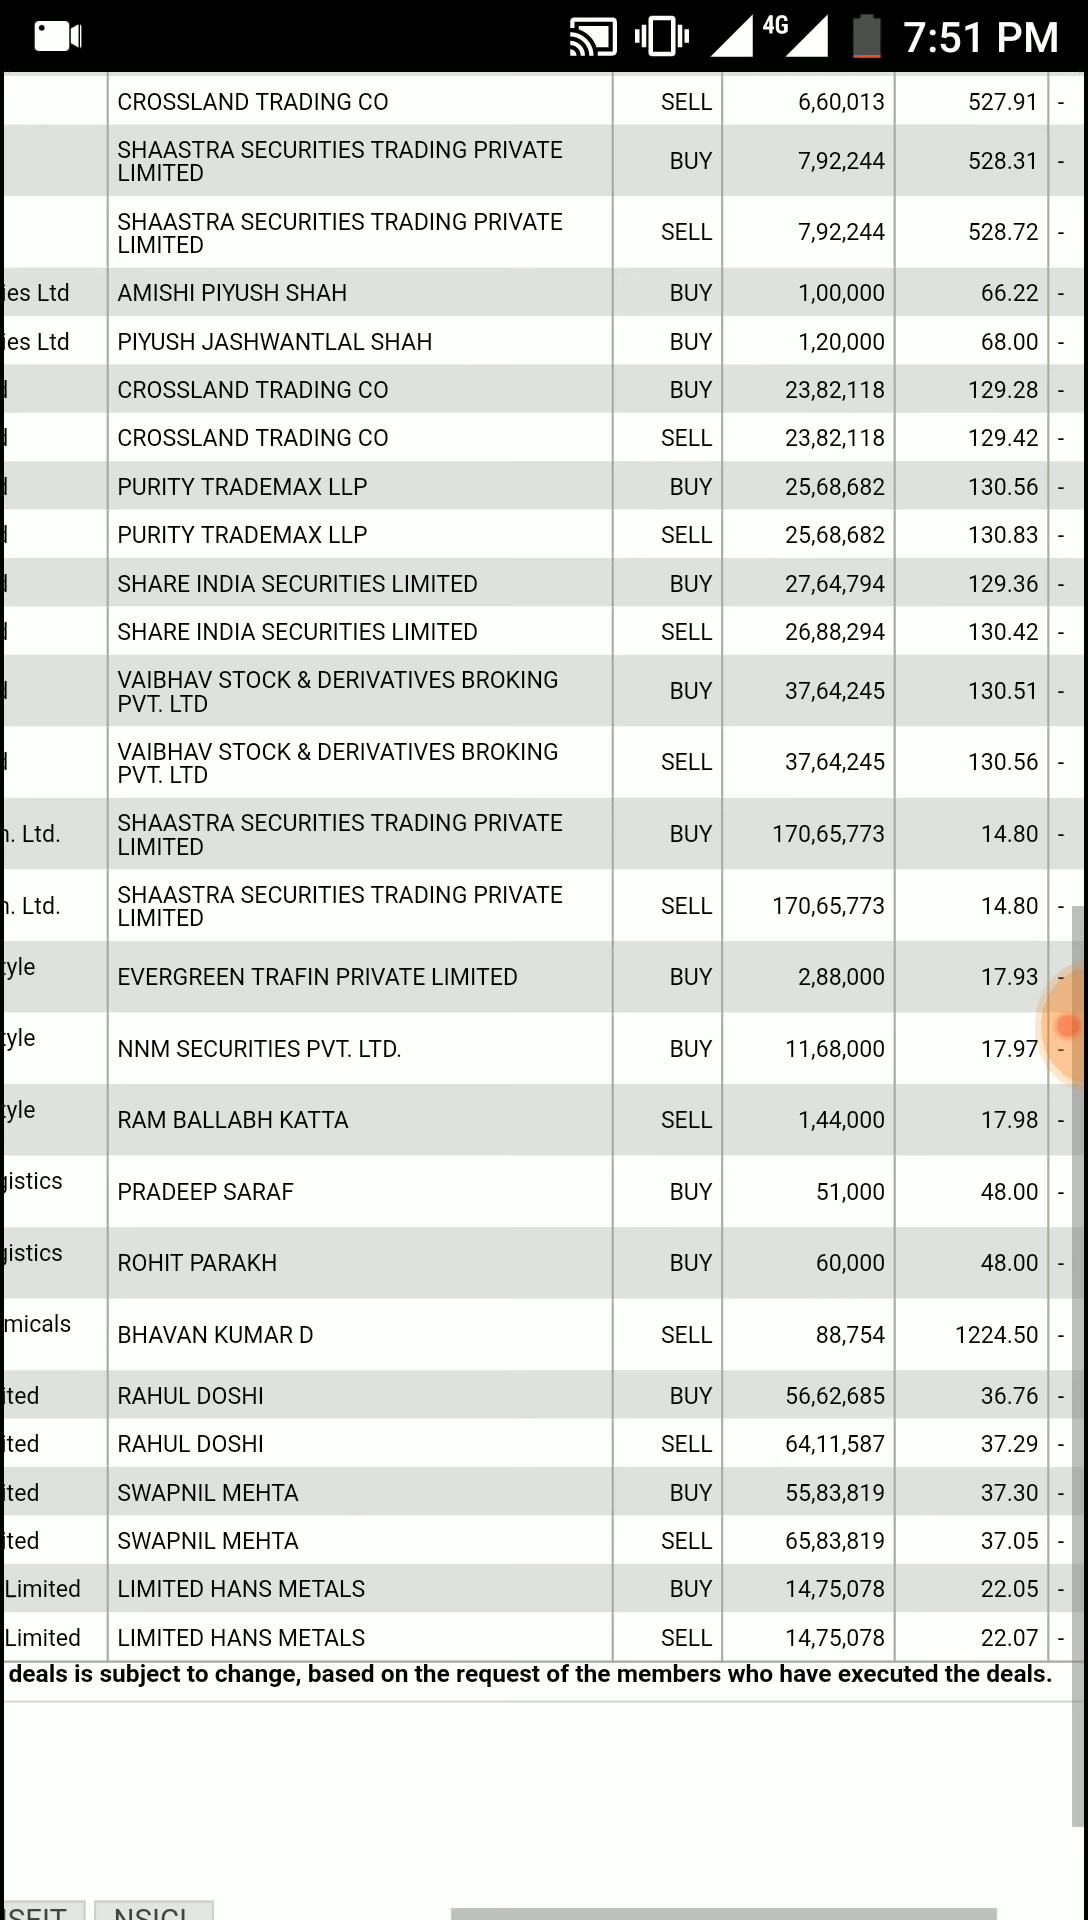 4G 7:51 PM
CROSSLAND TRADING CO SELL 6,60,013 527.91 -
SHAASTRA SECURITIES TRADING PRIVATE
LIMITED BUY 7,92,244 528.31 -
SHAASTRA SECURITIES TRADING PRIVATE
LIMITED SELL 7,92,244 528.72 -
ies Ltd AMISHI PIYUSH SHAH BUY 1,00,000 66.22 -
ies Ltd PIYUSH JASHWANTLAL SHAH BUY 1,20,000 68.00 -
d CROSSLAND TRADING CO BUY 23,82,118 129.28 -
d CROSSLAND TRADING CO SELL 23,82,118 129.42 -
d PURITY TRADEMAX LLP BUY 25,68,682 130.56 -
d PURITY TRADEMAX LLP SELL 25,68,682 130.83 -
d SHARE INDIA SECURITIES LIMITED BUY 27,64,794 129.36 -
d SHARE INDIA SECURITIES LIMITED SELL 26,88,294 130.42 -
d VAIBHAV STOCK & DERIVATIVES BROKING
PVT. LTD BUY 37,64,245 130.51 -
d VAIBHAV STOCK & DERIVATIVES BROKING
PVT. LTD SELL 37,64,245 130.56 -
n. Ltd. SHAASTRA SECURITIES TRADING PRIVATE
LIMITED BUY 170,65,773 14.80 -
n. Ltd. SHAASTRA SECURITIES TRADING PRIVATE
LIMITED SELL 170,65,773 14.80 -
tyle EVERGREEN TRAFIN PRIVATE LIMITED BUY 2,88,000 17.93 -
tyle NNM SECURITIES PVT. LTD. BUY 11,68,000 17.97 -
tyle RAM BALLABH KATTA SELL 1,44,000 17.98 -
gistics PRADEEP SARAF BUY 51,000 48.00 -
gistics ROHIT PARAKH BUY 60,000 48.00 -
micals BHAVAN KUMAR D SELL 88,754 1224.50 -
ited RAHUL DOSHI BUY 56,62,685 36.76 -
ited RAHUL DOSHI SELL 64,11,587 37.29 -
ited SWAPNIL MEHTA BUY 55,83,819 37.30 -
ited SWAPNIL MEHTA SELL 65,83,819 37.05 -
Limited LIMITED HANS METALS BUY 14,75,078 22.05 -
Limited LIMITED HANS METALS SELL 14,75,078 22.07 -
deals is subject to change, based on the request of the members who have executed the deals.
NSICL